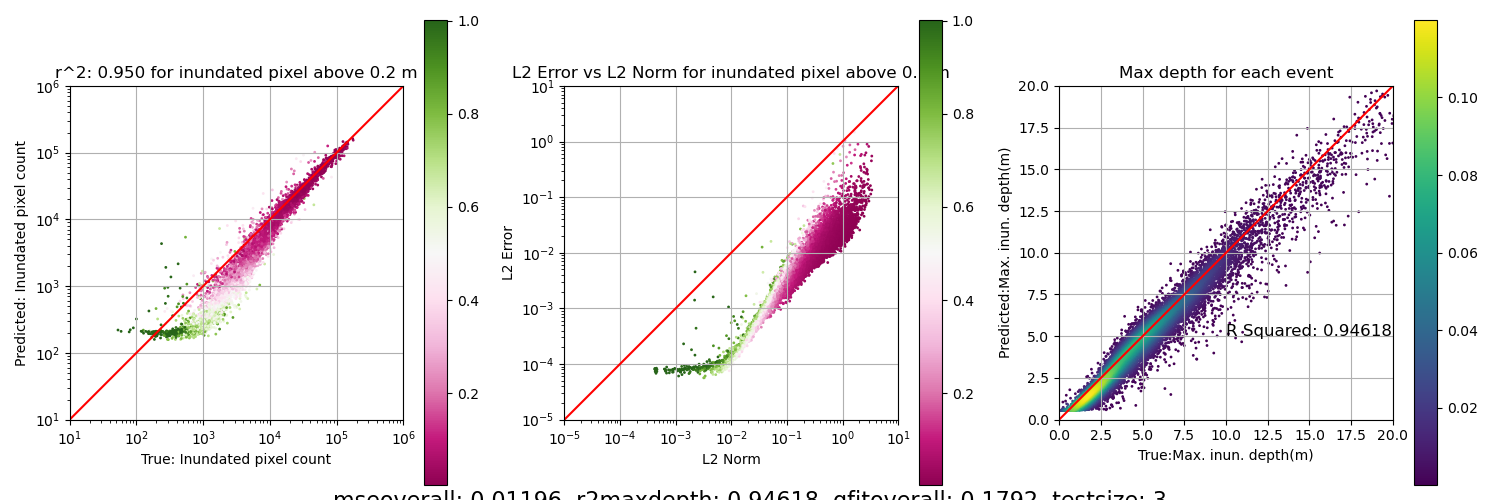 r^2: 0.950 for inundated pixel above 0.2 m
Predicted: Inundated pixel count
10^6
10^5
10^4
10^3
10^2
10^1
10^1 10^2 10^3 10^4 10^5 10^6
True: Inundated pixel count
1.0
0.8
0.6
0.4
0.2
L2 Error vs L2 Norm for inundated pixel above 0. m
L2 Error
10^1
10^0
10^−1
10^−2
10^−3
10^−4
10^−5
10^−5 10^−4 10^−3 10^−2 10^−1 10^0 10^1
L2 Norm
1.0
0.8
0.6
0.4
0.2
Max depth for each event
Predicted:Max. inun. depth(m)
20.0
17.5
15.0
12.5
10.0
7.5
5.0
2.5
0.0
R Squared: 0.94618
0.0 2.5 5.0 7.5 10.0 12.5 15.0 17.5 20.0
True:Max. inun. depth(m)
0.10
0.08
0.06
0.04
0.02
mseoverall: 0.01196, r2maxdepth: 0.94618, gfitoverall: 0.1792, testsize: 3